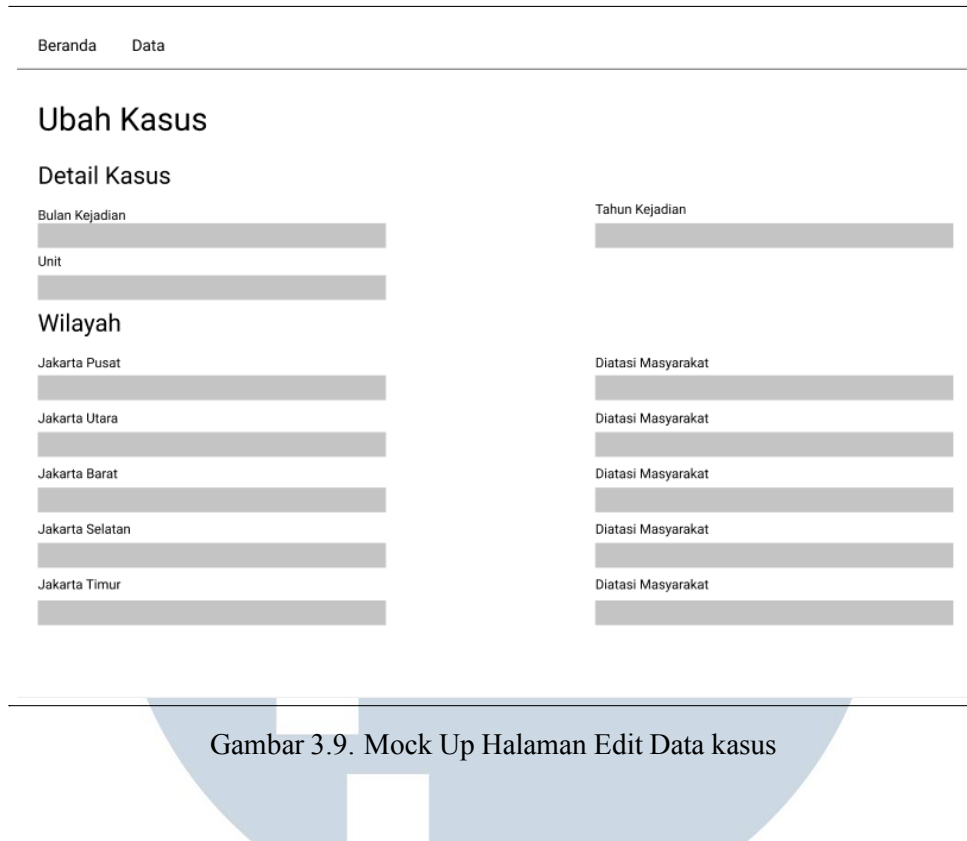 Beranda Data
Ubah Kasus
Detail Kasus
Bulan Kejadian Tahun Kejadian
Unit
Wilayah
Jakarta Pusat Diatasi Masyarakat
Jakarta Utara Diatasi Masyarakat
Jakarta Barat Diatasi Masyarakat
Jakarta Selatan Diatasi Masyarakat
Jakarta Timur Diatasi Masyarakat
Gambar 3.9. Mock Up Halaman Edit Data kasus